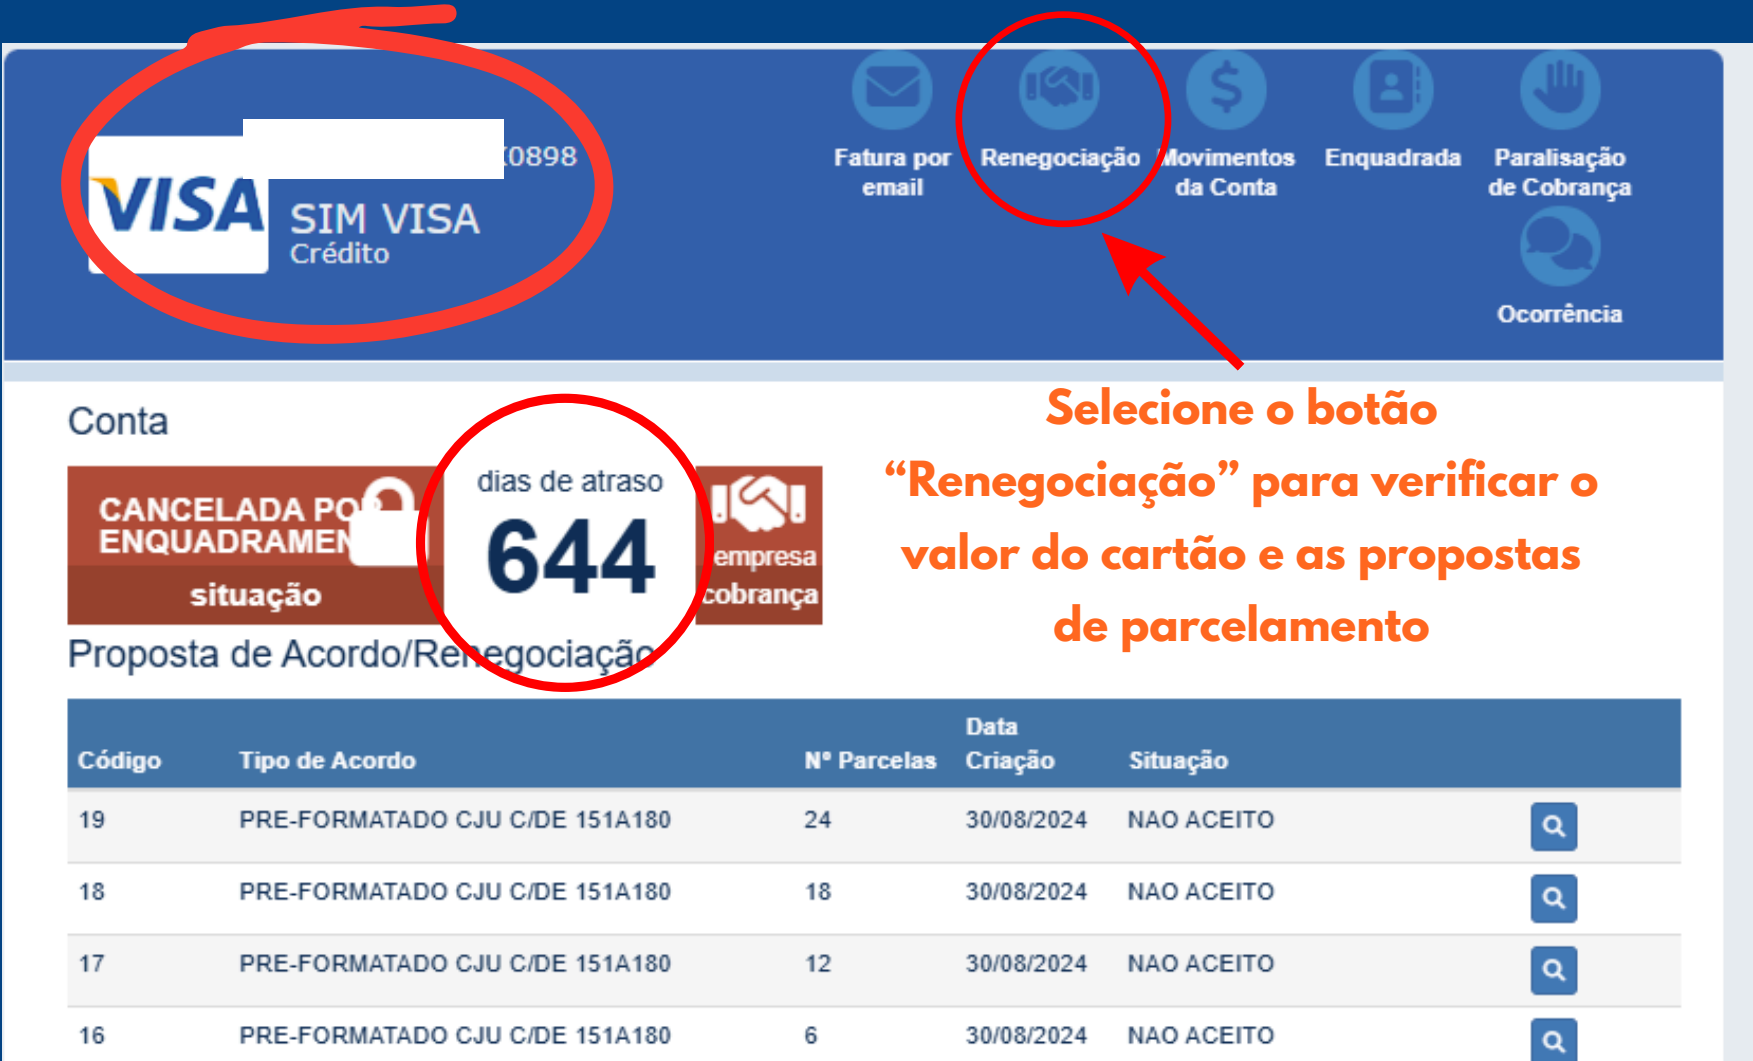 0898
VISA
SIM VISA
Crédito
Fatura por
email
Renegociação
Movimentos
da Conta
Enquadrada
Paralisação
de Cobrança
Ocorrência
Selecione o botão
“Renegociação” para verificar o
valor do cartão e as propostas
de parcelamento
Conta
CANCELADA POR
ENQUADRAMEN
situação
dias de atraso
644
empresa
cobrança
Proposta de Acordo/Renegociação
Código Tipo de Acordo Nº Parcelas Data Criação Situação
19 PRE-FORMATADO CJU C/DE 151A180 24 30/08/2024 NAO ACEITO
18 PRE-FORMATADO CJU C/DE 151A180 18 30/08/2024 NAO ACEITO
17 PRE-FORMATADO CJU C/DE 151A180 12 30/08/2024 NAO ACEITO
16 PRE-FORMATADO CJU C/DE 151A180 6 30/08/2024 NAO ACEITO